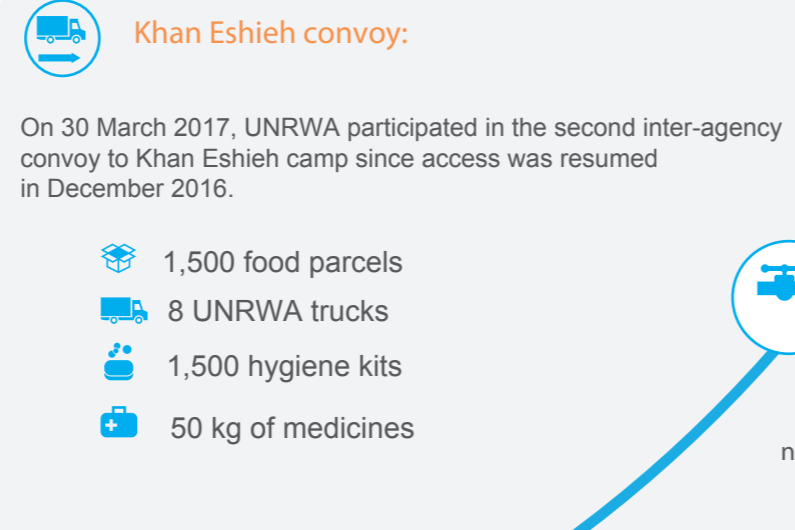 Khan Eshieh convoy:
On 30 March 2017, UNRWA participated in the second inter-agency
convoy to Khan Eshieh camp since access was resumed
in December 2016.
1,500 food parcels
8 UNRWA trucks
1,500 hygiene kits
50 kg of medicines